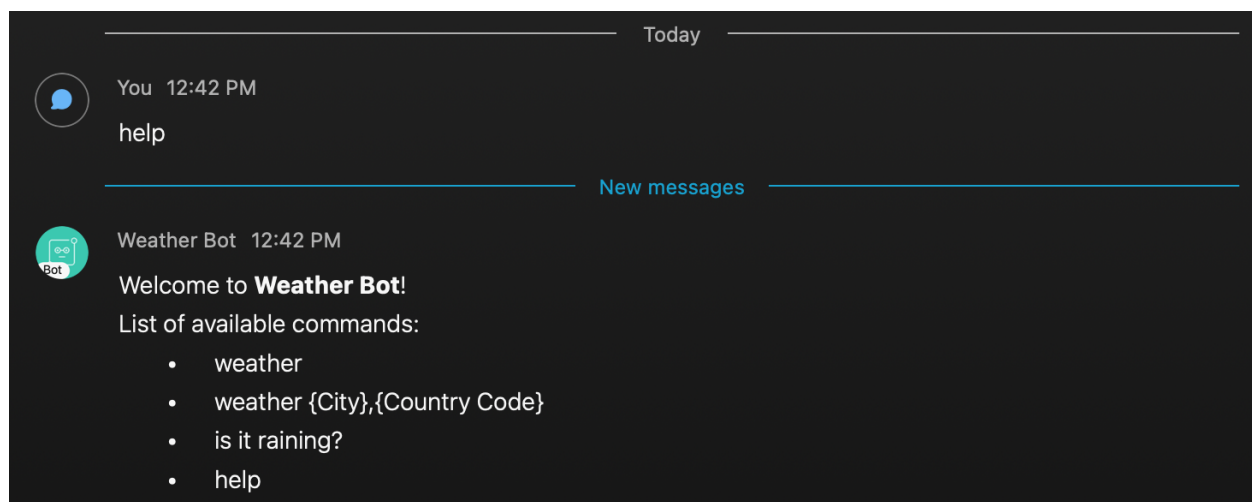 Today
You 12:42 PM
help
New messages
Weather Bot 12:42 PM
Bot
Welcome to Weather Bot!
List of available commands:
• weather
• weather {City},{Country Code}
• is it raining?
• help